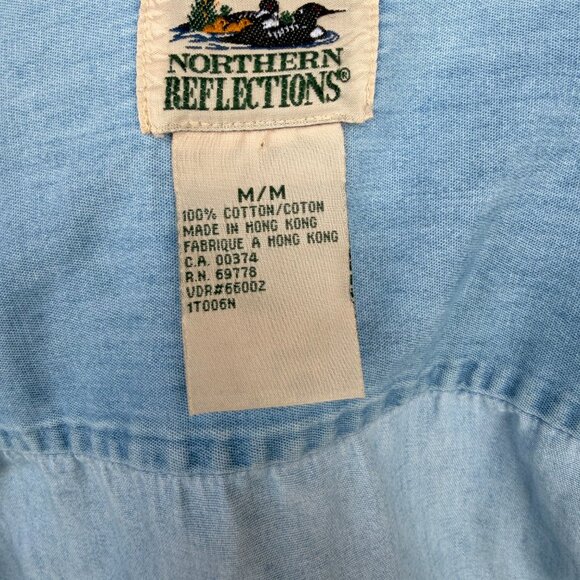 NORTHERN
REFLECTIONS®
M/M
100% COTTON/COTON
MADE IN HONG KONG
FABRIQUE A HONG KONG
C.A. 00374
R.N. 69778
VDR#66002
1T006N